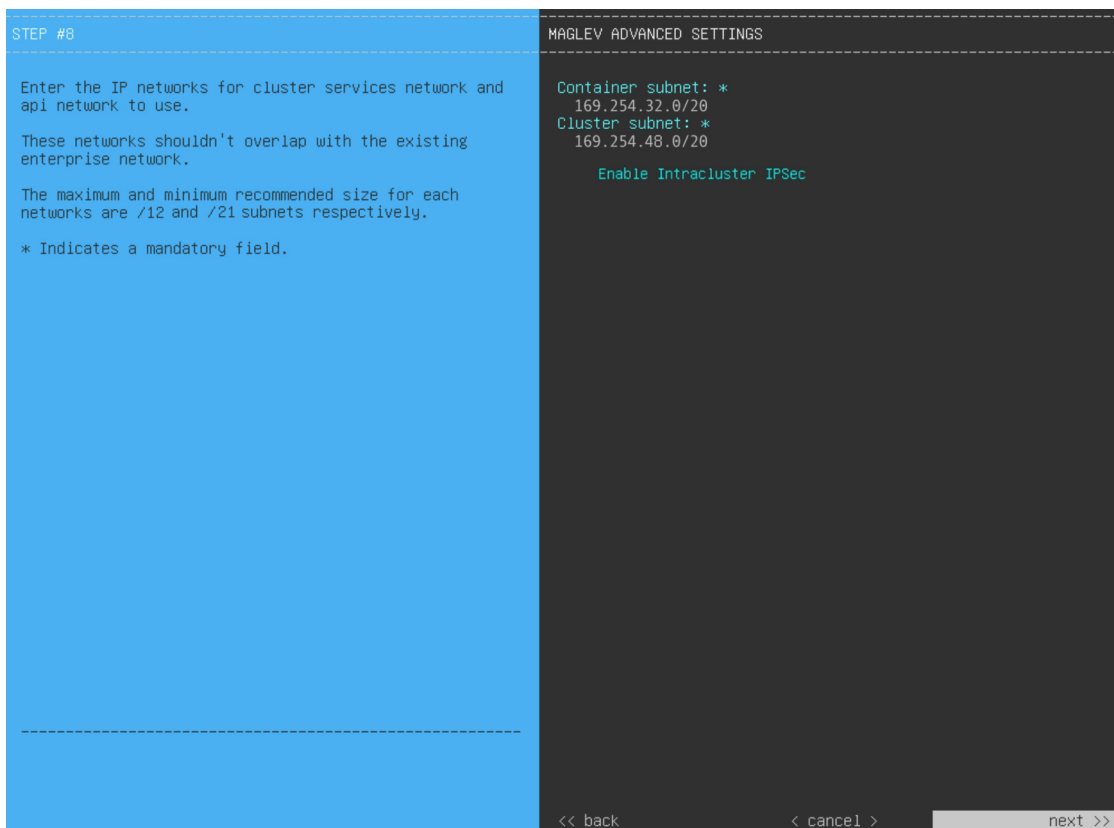 STEP #8
Enter the IP networks for cluster services network and
api network to use.
These networks shouldn't overlap with the existing
enterprise network.
The maximum and minimum recommended size for each
networks are /12 and /21 subnets respectively.
* Indicates a mandatory field.
MAGLEV ADVANCED SETTINGS
Container subnet: *
169.254.32.0/20
Cluster subnet: *
169.254.48.0/20
Enable Intracluster IPSec
<< back < cancel > next >>